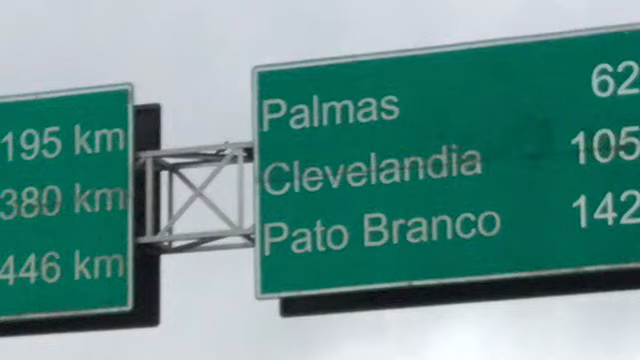 195 km
380 km
446 km
Palmas 62
Clevelandia 105
Pato Branco 142